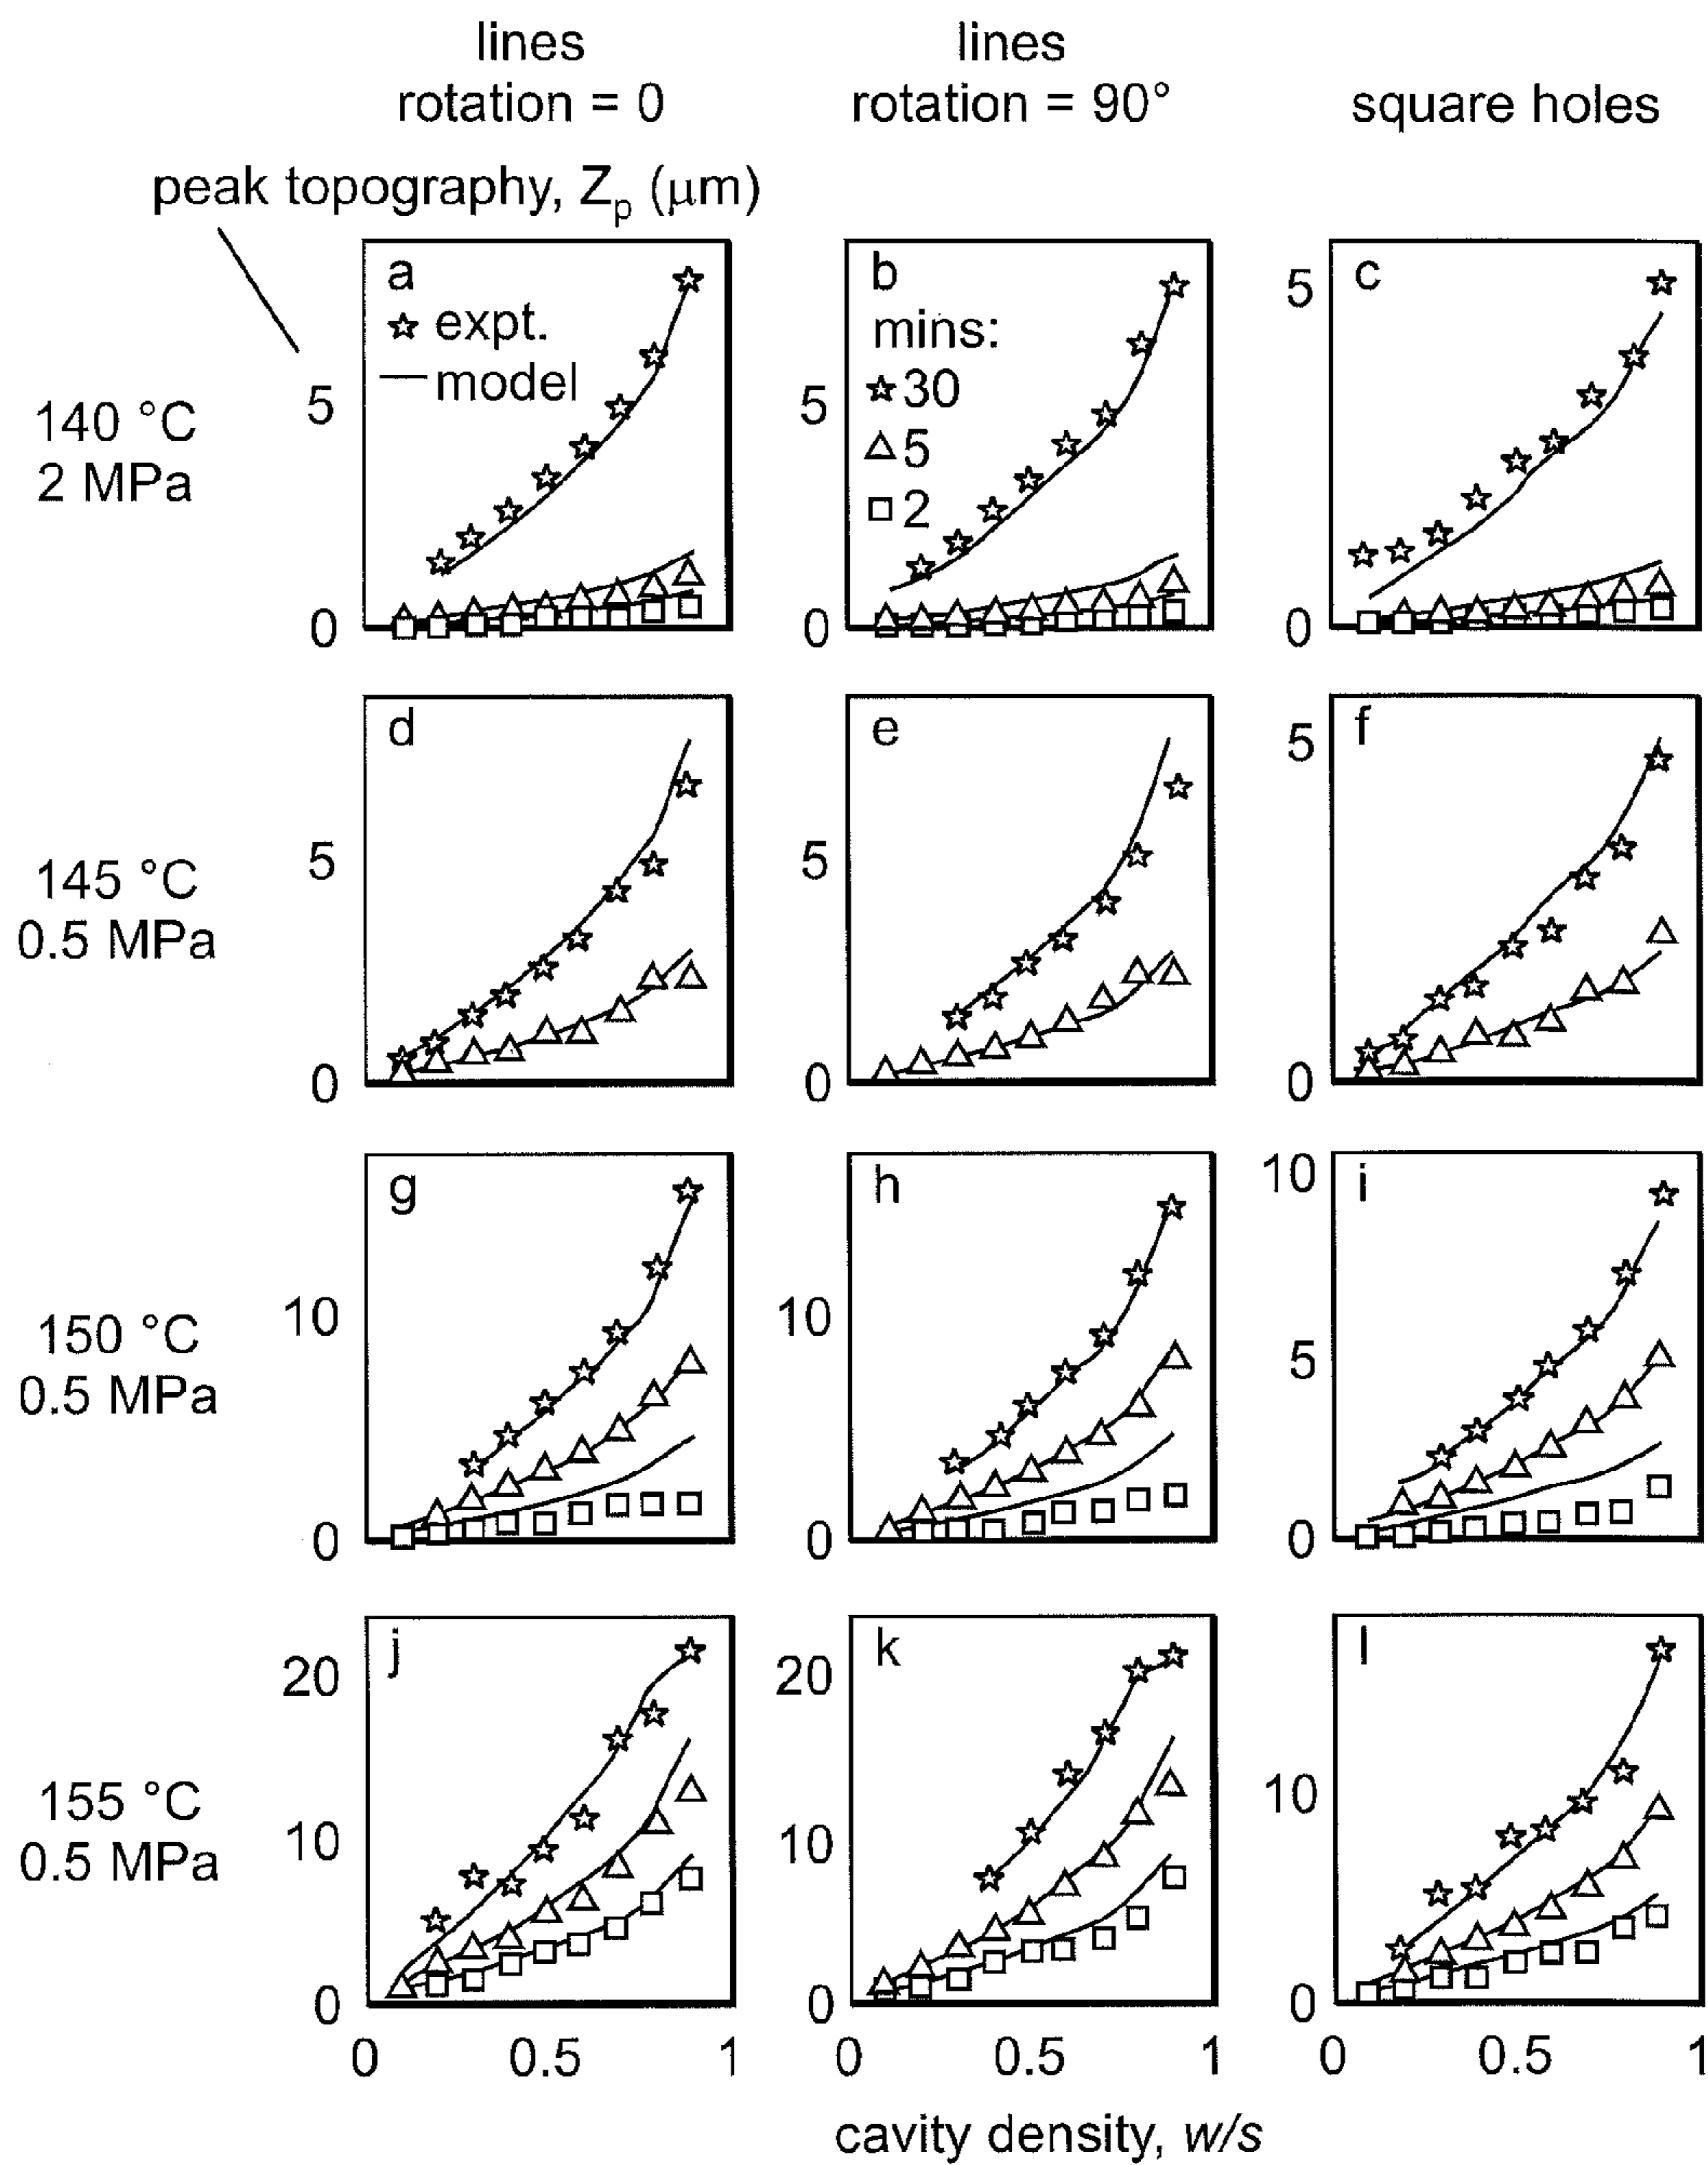 lines
rotation = 0
lines
rotation = 90°
square holes
peak topography, Zp (μm)
140 °C
2 MPa
a
expt.
model
5
0
b
mins:
30
5
2
5
0
c
5
0
145 °C
0.5 MPa
d
5
0
e
5
0
f
5
0
150 °C
0.5 MPa
g
10
0
h
10
0
i
10
5
0
155 °C
0.5 MPa
j
20
10
0
k
20
10
0
l
10
0
0 0.5 1
0 0.5 1
0 0.5 1
cavity density, w/s